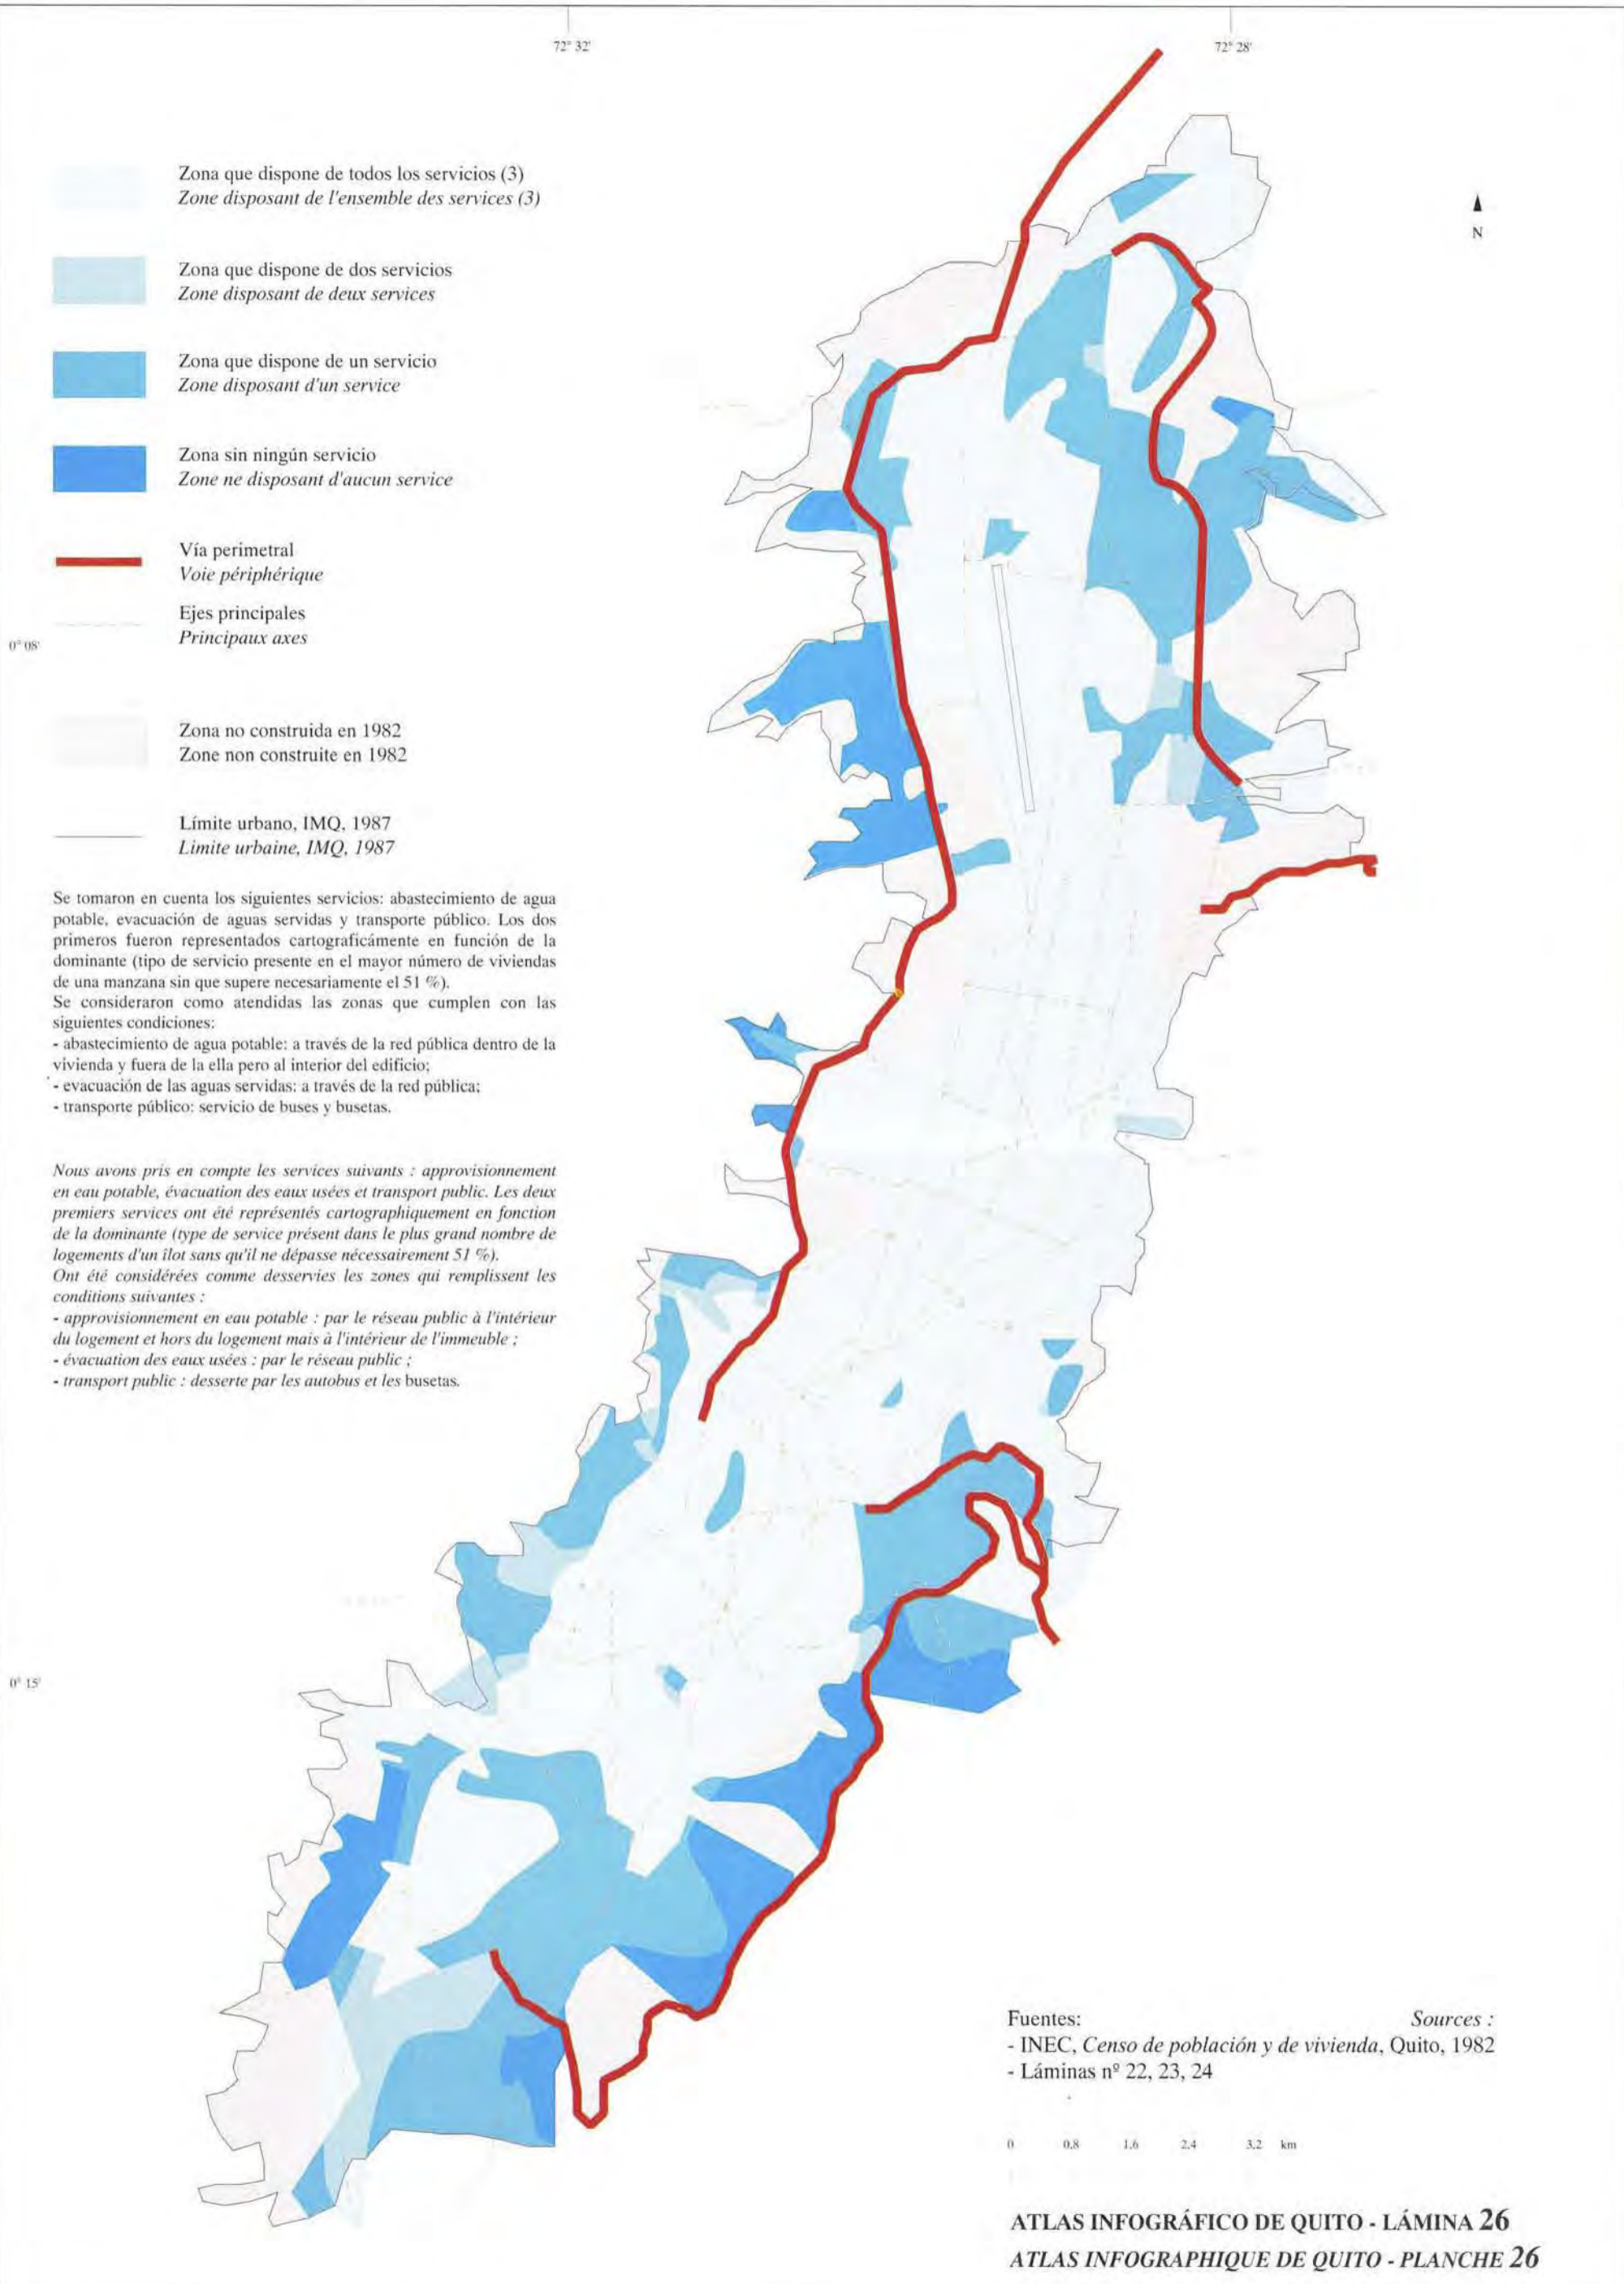 72° 32'
72° 28'
Zona que dispone de todos los servicios (3)
Zone disposant de l'ensemble des services (3)
N
Zona que dispone de dos servicios
Zone disposant de deux services
Zona que dispone de un servicio
Zone disposant d'un service
Zona sin ningún servicio
Zone ne disposant d'aucun service
Vía perimetral
Voie périphérique
Ejes principales
Principaux axes
0° 08'
Zona no construida en 1982
Zone non construite en 1982
Límite urbano, IMQ, 1987
Limite urbaine, IMQ, 1987
Se tomaron en cuenta los siguientes servicios: abastecimiento de agua
potable, evacuación de aguas servidas y transporte público. Los dos
primeros fueron representados cartograficámente en función de la
dominante (tipo de servicio presente en el mayor número de viviendas
de una manzana sin que supere necesariamente el 51 %).
Se consideraron como atendidas las zonas que cumplen con las
siguientes condiciones:
- abastecimiento de agua potable: a través de la red pública dentro de la
vivienda y fuera de la ella pero al interior del edificio;
- evacuación de las aguas servidas: a través de la red pública;
- transporte público: servicio de buses y busetas.
Nous avons pris en compte les services suivants : approvisionnement
en eau potable, évacuation des eaux usées et transport public. Les deux
premiers services ont été représentés cartographiquement en fonction
de la dominante (type de service présent dans le plus grand nombre de
logements d'un îlot sans qu'il ne dépasse nécessairement 51 %).
Ont été considérées comme desservies les zones qui remplissent les
conditions suivantes :
- approvisionnement en eau potable : par le réseau public à l'intérieur
du logement et hors du logement mais à l'intérieur de l'immeuble ;
- évacuation des eaux usées : par le réseau public ;
- transport public : desserte par les autobus et les busetas.
0° 15'
Fuentes: Sources :
- INEC, Censo de población y de vivienda, Quito, 1982
- Láminas nº 22, 23, 24
0 0.8 1.6 2.4 3.2 km
ATLAS INFOGRÁFICO DE QUITO - LÁMINA 26
ATLAS INFOGRAPHIQUE DE QUITO - PLANCHE 26